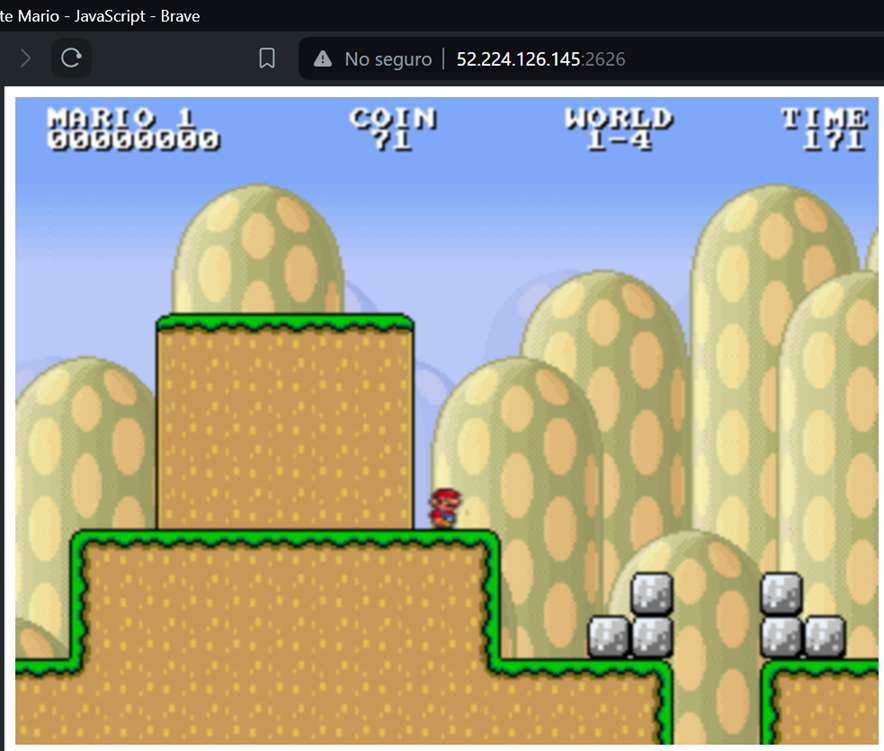 te Mario - JavaScript - Brave
No seguro 52.224.126.145:2626
MARIO 1 COIN WORLD TIME
00000000 71 1-4 171